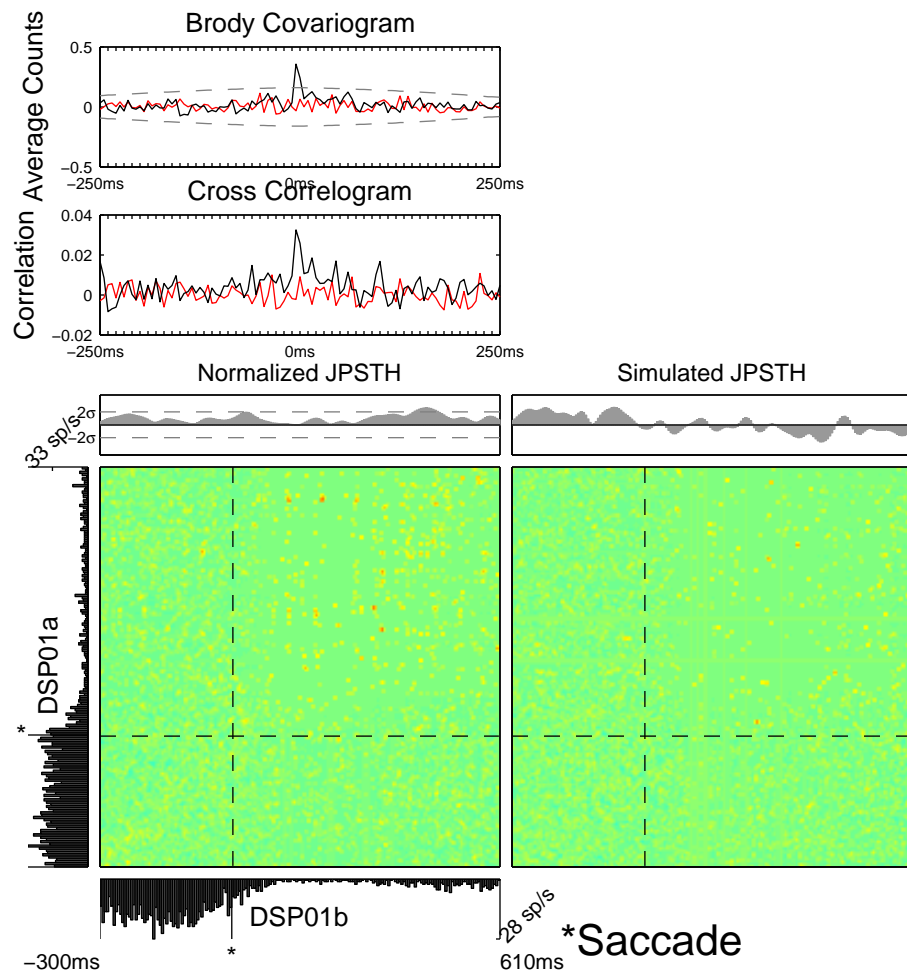 Brody Covariogram
0.5
0
−0.5
−250ms
0ms
250ms
Average Counts
Cross Correlogram
0.04
0.02
0
−0.02
−250ms
0ms
250ms
Correlation
Normalized JPSTH
Simulated JPSTH
2σ
−2σ
33 sp/s
DSP01a
*
DSP01b
28 sp/s
*
*Saccade
−300ms
610ms